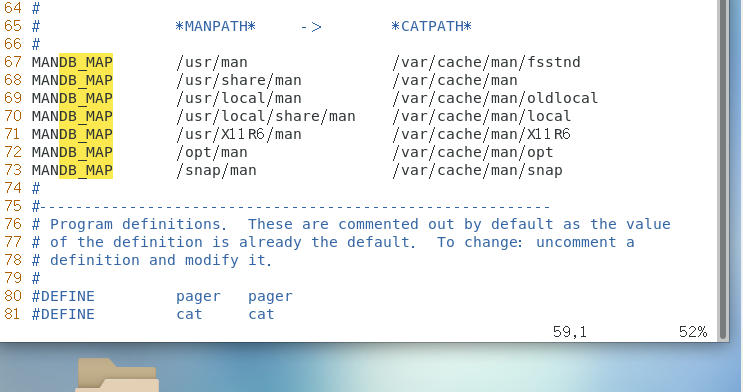 64 #
65 #               *MANPATH*     ->        *CATPATH*
66 #
67 MANDB_MAP       /usr/man                /var/cache/man/fsstnd
68 MANDB_MAP       /usr/share/man          /var/cache/man
69 MANDB_MAP       /usr/local/man          /var/cache/man/oldlocal
70 MANDB_MAP       /usr/local/share/man    /var/cache/man/local
71 MANDB_MAP       /usr/X11R6/man          /var/cache/man/X11R6
72 MANDB_MAP       /opt/man                /var/cache/man/opt
73 MANDB_MAP       /snap/man               /var/cache/man/snap
74 #
75 #---------------------------------------------------------
76 # Program definitions.  These are commented out by default as the value
77 # of the definition is already the default.  To change: uncomment a
78 # definition and modify it.
79 #
80 #DEFINE         pager   pager
81 #DEFINE         cat     cat
59,1          52%